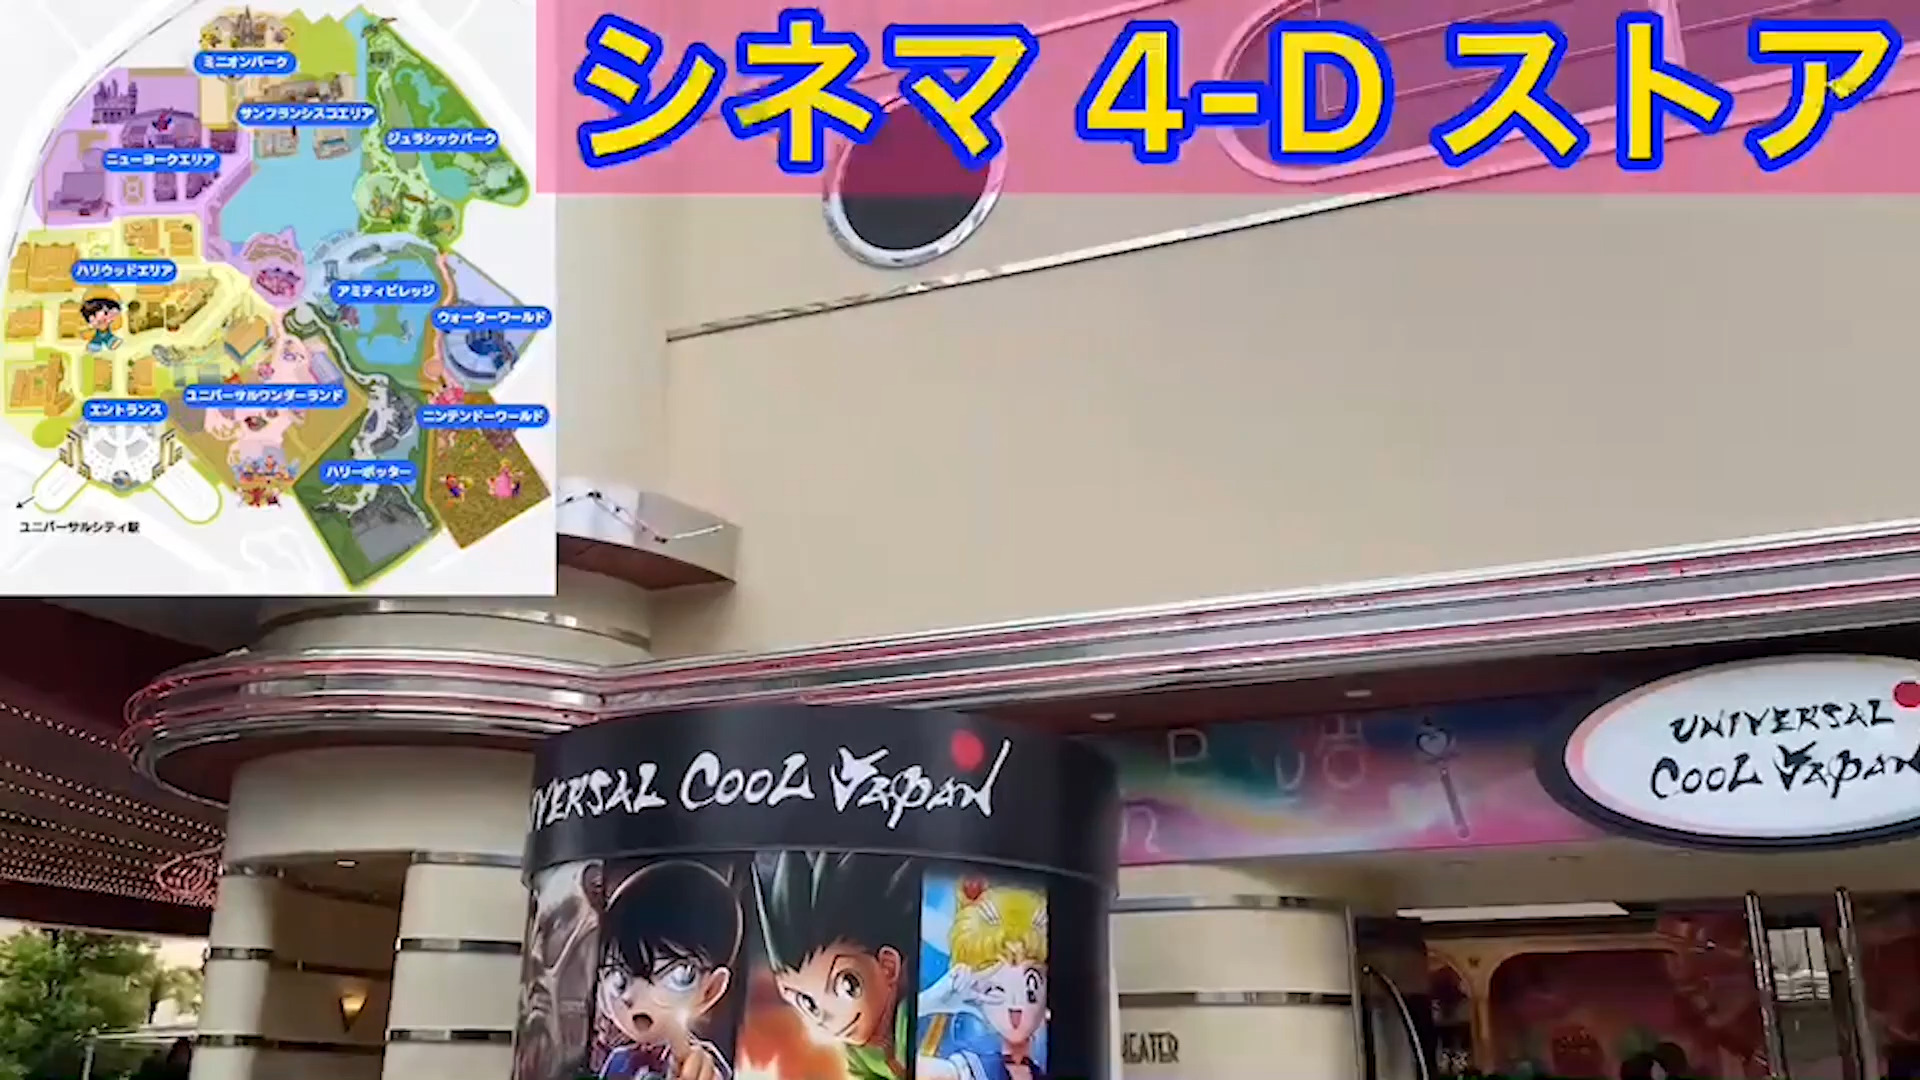 シネマ 4-D ストア
ミニオンパーク
サンフランシスコエリア
ジュラシックパーク
ニューヨークエリア
ハリウッドエリア
アミティビレッジ
ウォーターワールド
ユニバーサルワンダーランド
エントランス
ニンテンドーワールド
ハリーポッター
ユニバーサルシティ駅
UNIVERSAL
COOL JAPAN
VERSAL COOL JAPAN
EATER